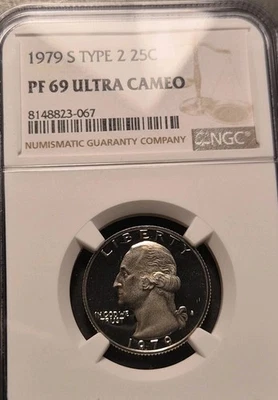 1979 S TYPE 2 25C
PF 69 ULTRA CAMEO
8148823-067
NGC
NUMISMATIC GUARANTY COMPANY
LIBERTY
IN GOD WE
TRUST
S
1979